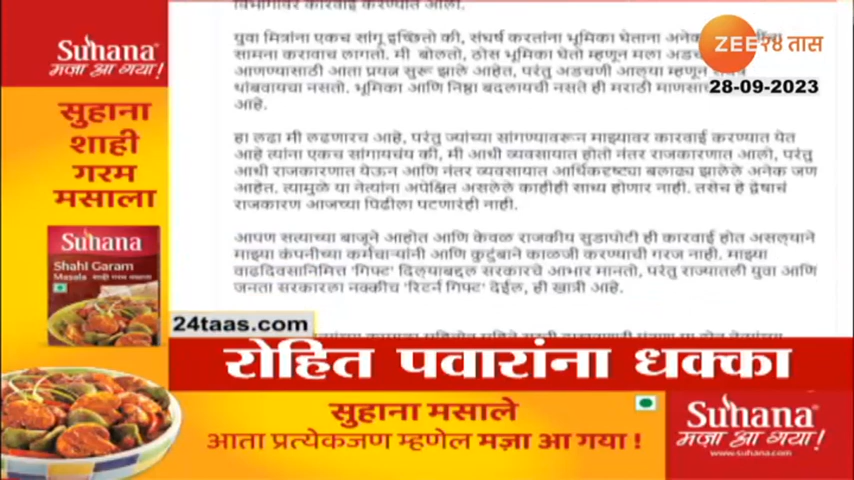 विभागावर कारवाई करण्यात आली.
युवा मित्रांना एकच सांगू इच्छितो की, संघर्ष करतांना भूमिका घेताना अनेक
सामना करावाच लागतो. मी बोलतो, ठोस भूमिका घेतो म्हणून मला अडच
आणण्यासाठी आता प्रयत्न सुरू झाले आहेत, परंतु अडचणी आल्या म्हणून
थांबवायचा नसतो. भूमिका आणि निष्ठा बदलायची नसते ही मराठी माणसाच
आहे.
हा लढा मी लढणारच आहे, परंतु ज्यांच्या सांगण्यावरून माझ्यावर कारवाई करण्यात येत
आहे त्यांना एकच सांगायचंय की, मी आधी व्यवसायात होतो नंतर राजकारणात आलो, परंतु
आधी राजकारणात येऊन आणि नंतर व्यवसायात आर्थिकदृष्ट्या बलाढ्य झालेले अनेक जण
आहेत. त्यामुळे या नेत्यांना अपेक्षित असलेले काहीही साध्य होणार नाही. तसेच हे द्वेषाचं
राजकारण आजच्या पिढीला पटणारंही नाही.
आपण सत्याच्या बाजूने आहोत आणि केवळ राजकीय सुडापोटी ही कारवाई होत असल्याने
माझ्या कंपनीच्या कर्मचाऱ्यांनी आणि कुटुंबाने काळजी करण्याची गरज नाही. माझ्या
वाढदिवसानिमित्त 'गिफ्ट' दिल्याबद्दल सरकारचे आभार मानतो, परंतु राज्यातली युवा आणि
जनता सरकारला नक्कीच 'रिटर्न गिफ्ट' देईल, ही खात्री आहे.
ZEE २४ तास
28-09-2023
Suhana
मज़ा आ गया!
सुहाना
शाही
गरम
मसाला
Suhana
Shahi Garam
Masala शाही गरम मसाला
24taas.com
रोहित पवारांना धक्का
सुहाना मसाले
आता प्रत्येकजण म्हणेल मज़ा आ गया !
Suhana
मज़ा आ गया!
www.suhana.com